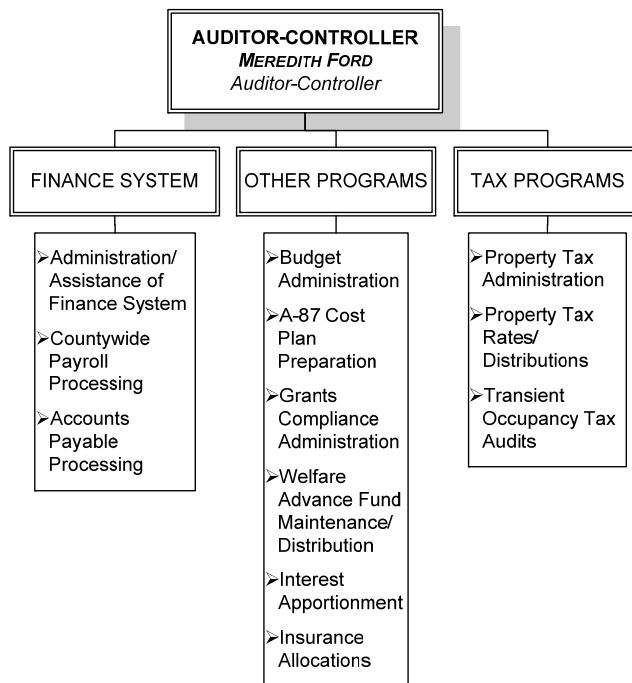 AUDITOR-CONTROLLER
MEREDITH FORD
Auditor-Controller
FINANCE SYSTEM
➢Administration/
Assistance of
Finance System
➢Countywide
Payroll
Processing
➢Accounts
Payable
Processing
OTHER PROGRAMS
➢Budget
Administration
➢A-87 Cost
Plan
Preparation
➢Grants
Compliance
Administration
➢Welfare
Advance Fund
Maintenance/
Distribution
➢Interest
Apportionment
➢Insurance
Allocations
TAX PROGRAMS
➢Property Tax
Administration
➢Property Tax
Rates/
Distributions
➢Transient
Occupancy Tax
Audits